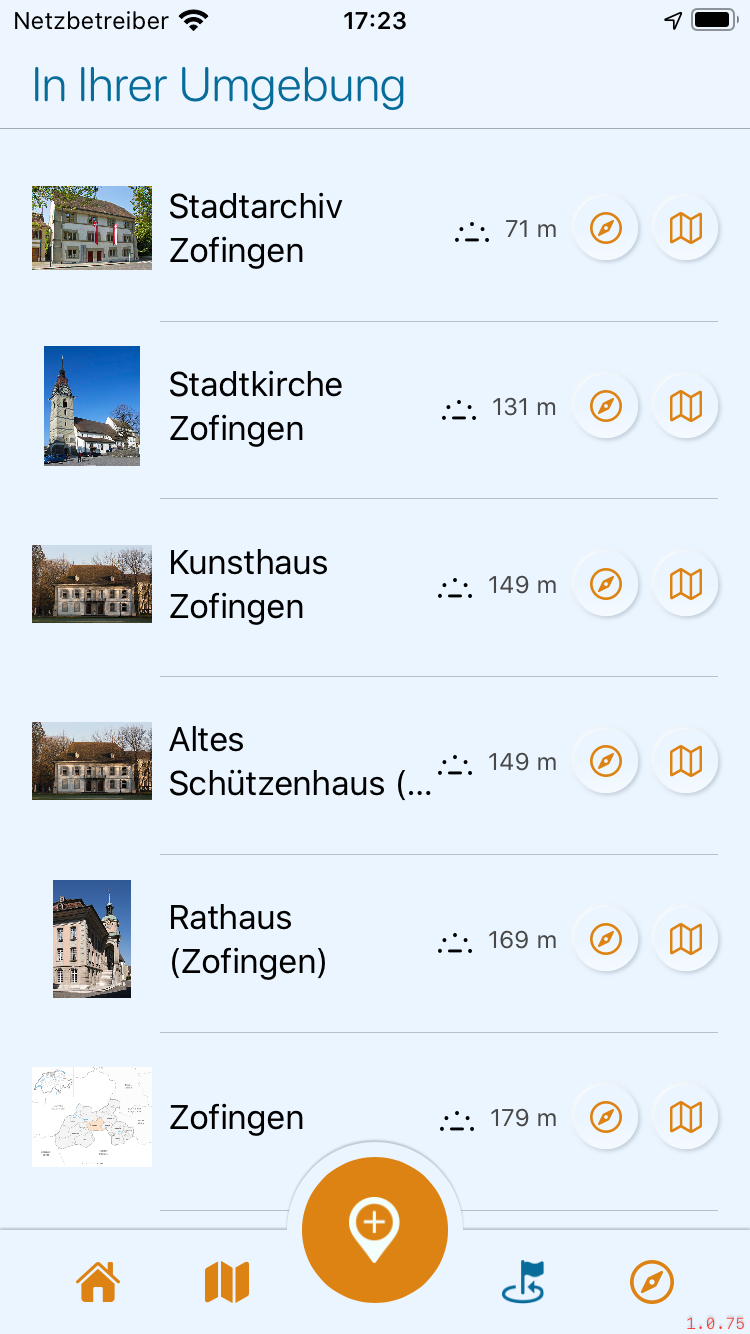 Netzbetreiber 17:23
In Ihrer Umgebung
Stadtarchiv
Zofingen
71 m
Stadtkirche
Zofingen
131 m
Kunsthaus
Zofingen
149 m
Altes
Schützenhaus (...
149 m
Rathaus
(Zofingen)
169 m
Zofingen
179 m
1.0.75